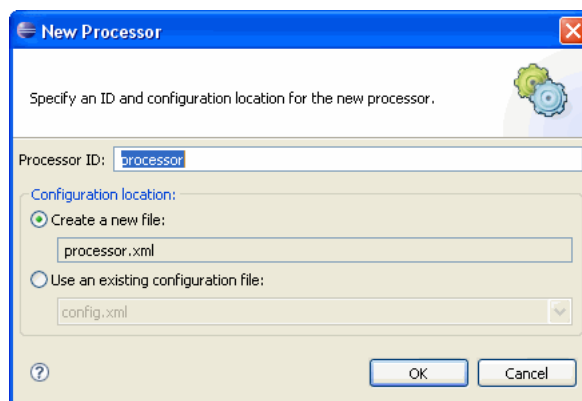 New Processor
Specify an ID and configuration location for the new processor.
Processor ID: processor
Configuration location:
Create a new file:
processor.xml
Use an existing configuration file:
config.xml
? OK Cancel